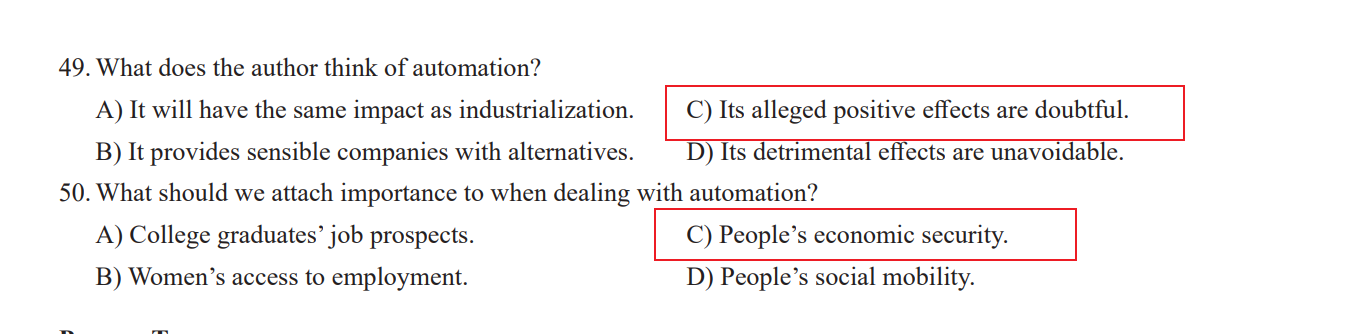 49. What does the author think of automation?
A) It will have the same impact as industrialization. C) Its alleged positive effects are doubtful.
B) It provides sensible companies with alternatives. D) Its detrimental effects are unavoidable.
50. What should we attach importance to when dealing with automation?
A) College graduates’ job prospects. C) People’s economic security.
B) Women’s access to employment. D) People’s social mobility.